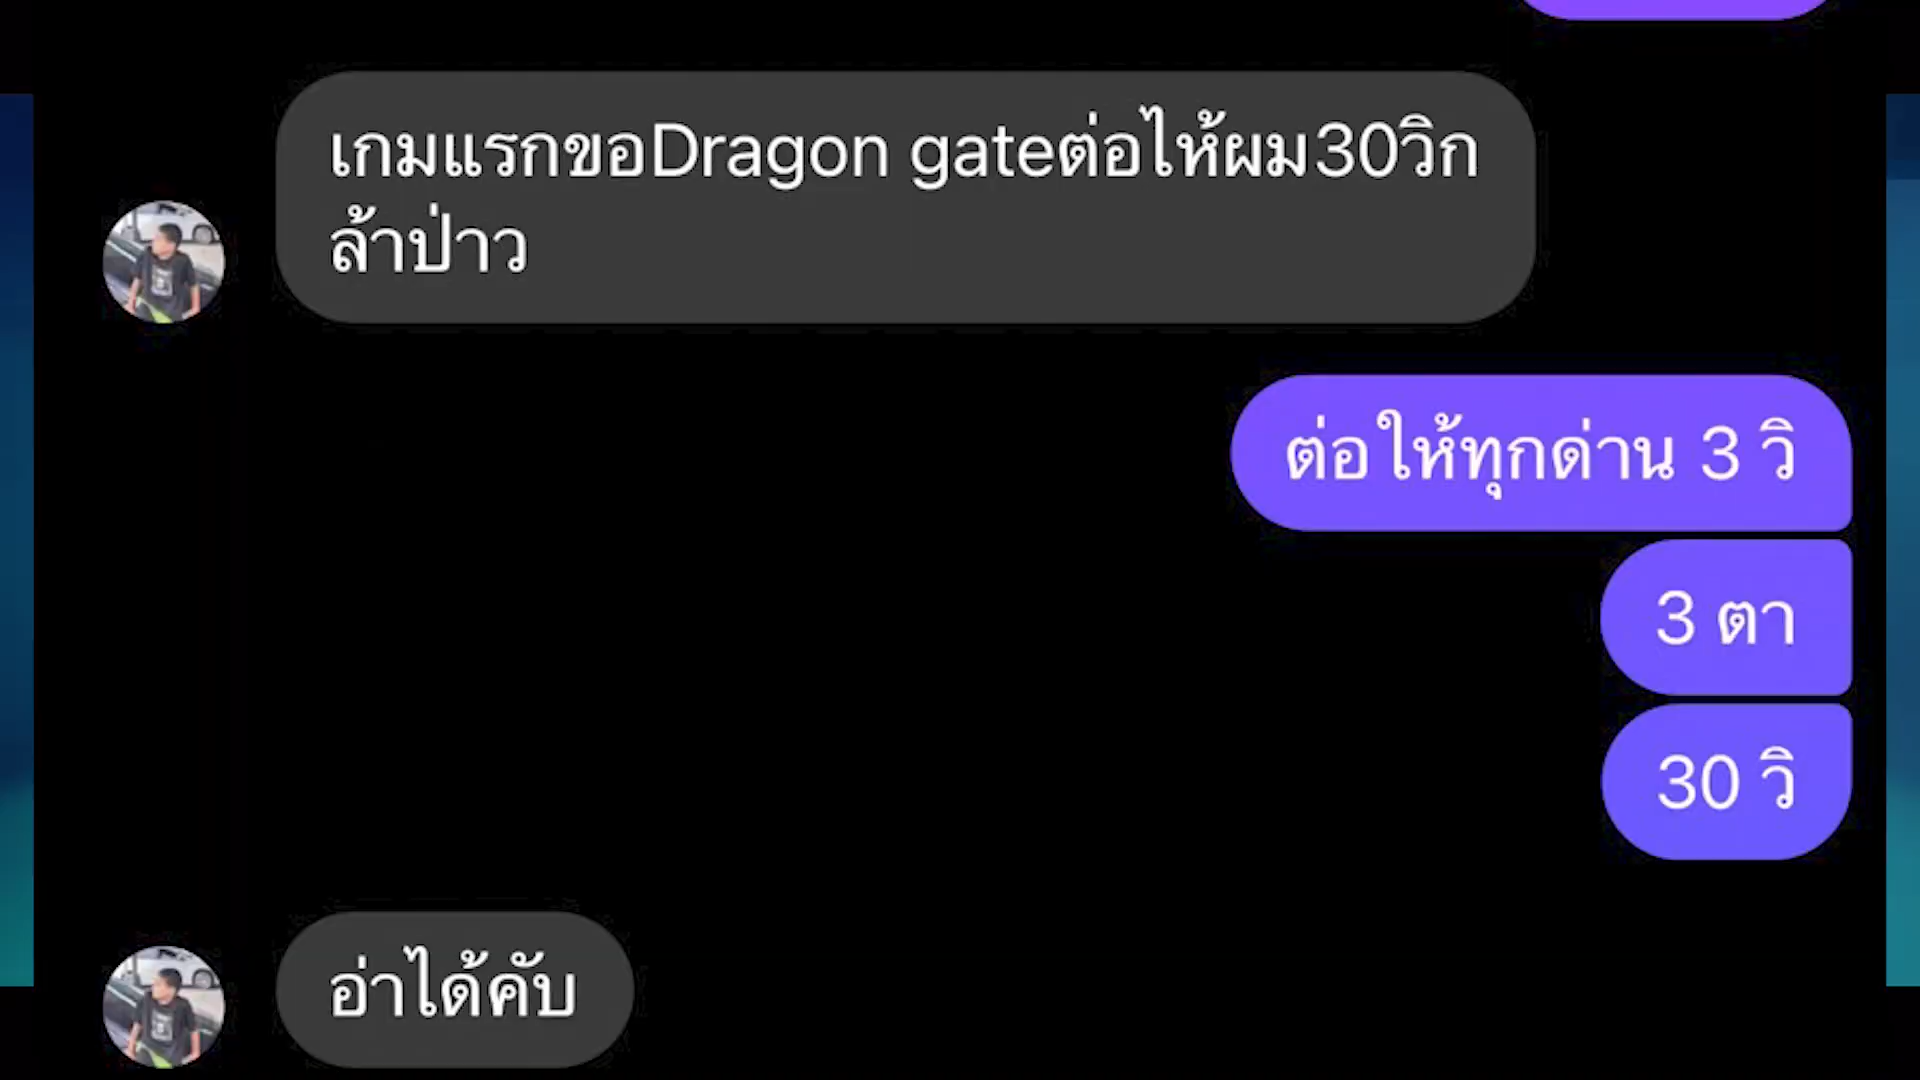 เกมแรกขอDragon gateต่อไห้ผม30วิก
ล้าป่าว
ต่อให้ทุกด่าน 3 วิ
3 ตา
30 วิ
อ่าได้คับ